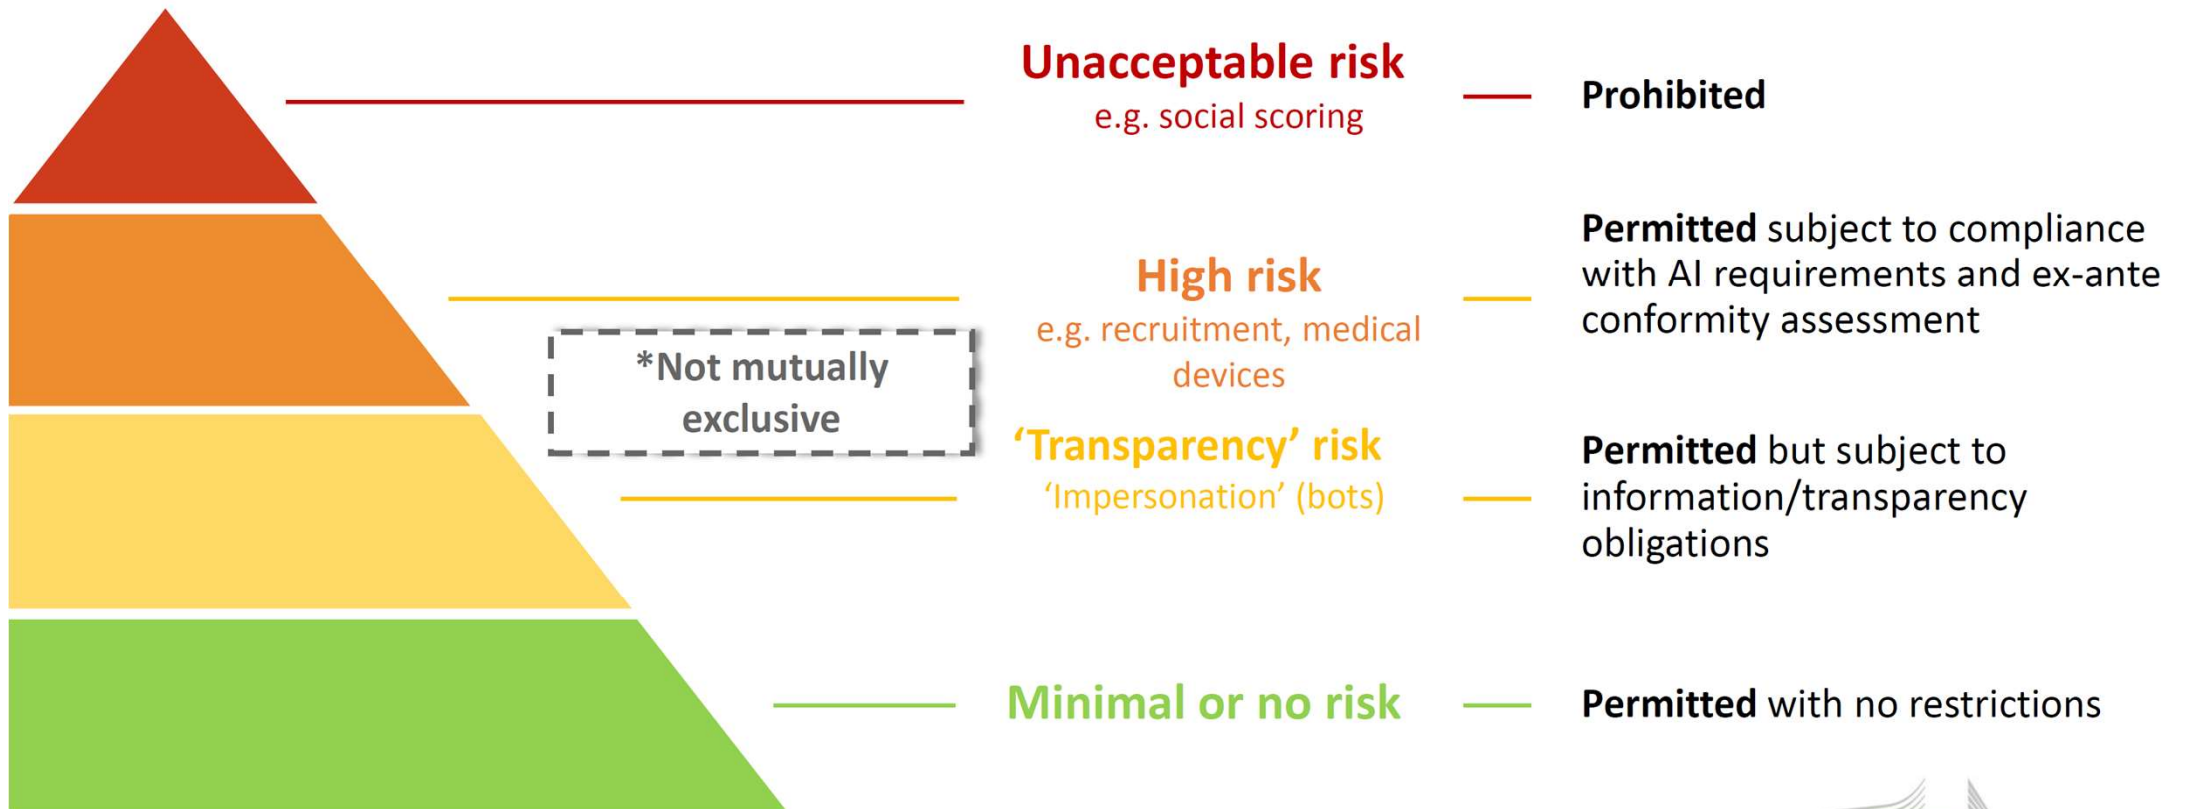 Unacceptable risk
e.g. social scoring
Prohibited
High risk
e.g. recruitment, medical
devices
Permitted subject to compliance
with AI requirements and ex-ante
conformity assessment
*Not mutually
exclusive
‘Transparency’ risk
‘Impersonation’ (bots)
Permitted but subject to
information/transparency
obligations
Minimal or no risk
Permitted with no restrictions